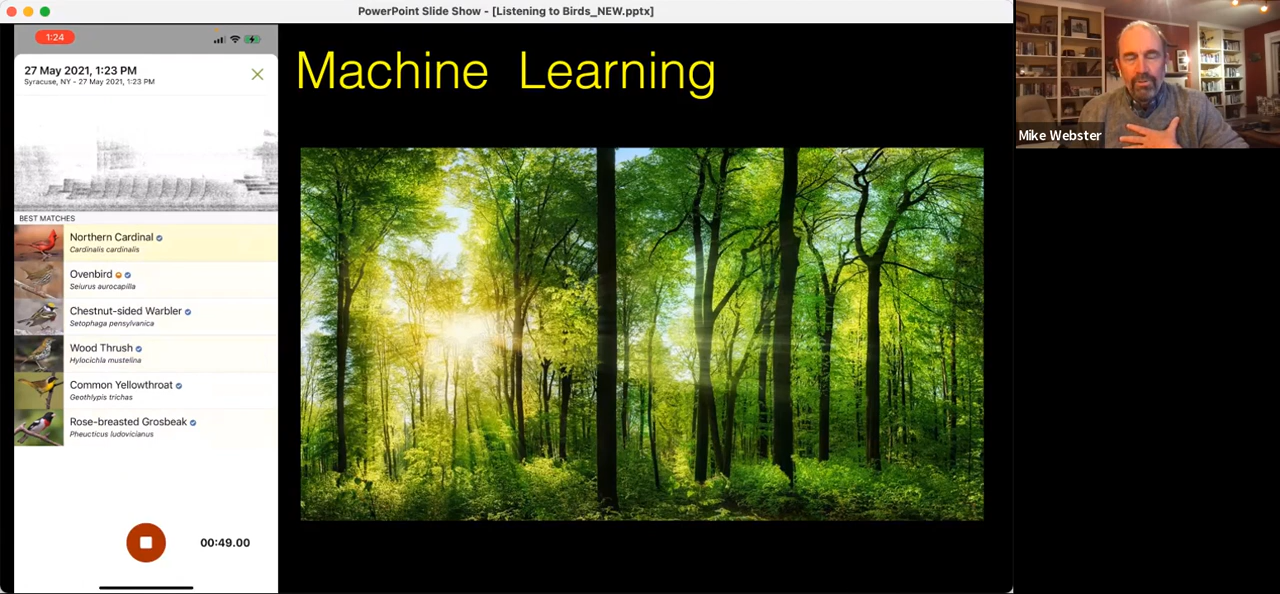 PowerPoint Slide Show - [Listening to Birds_NEW.pptx]
1:24
27 May 2021, 1:23 PM
Syracuse, NY - 27 May 2021, 1:23 PM
BEST MATCHES
Northern Cardinal
Cardinalis cardinalis
Ovenbird
Seiurus aurocapilla
Chestnut-sided Warbler
Setophaga pensylvanica
Wood Thrush
Hylocichla mustelina
Common Yellowthroat
Geothlypis trichas
Rose-breasted Grosbeak
Pheucticus ludovicianus
00:49.00
Machine Learning
Mike Webster